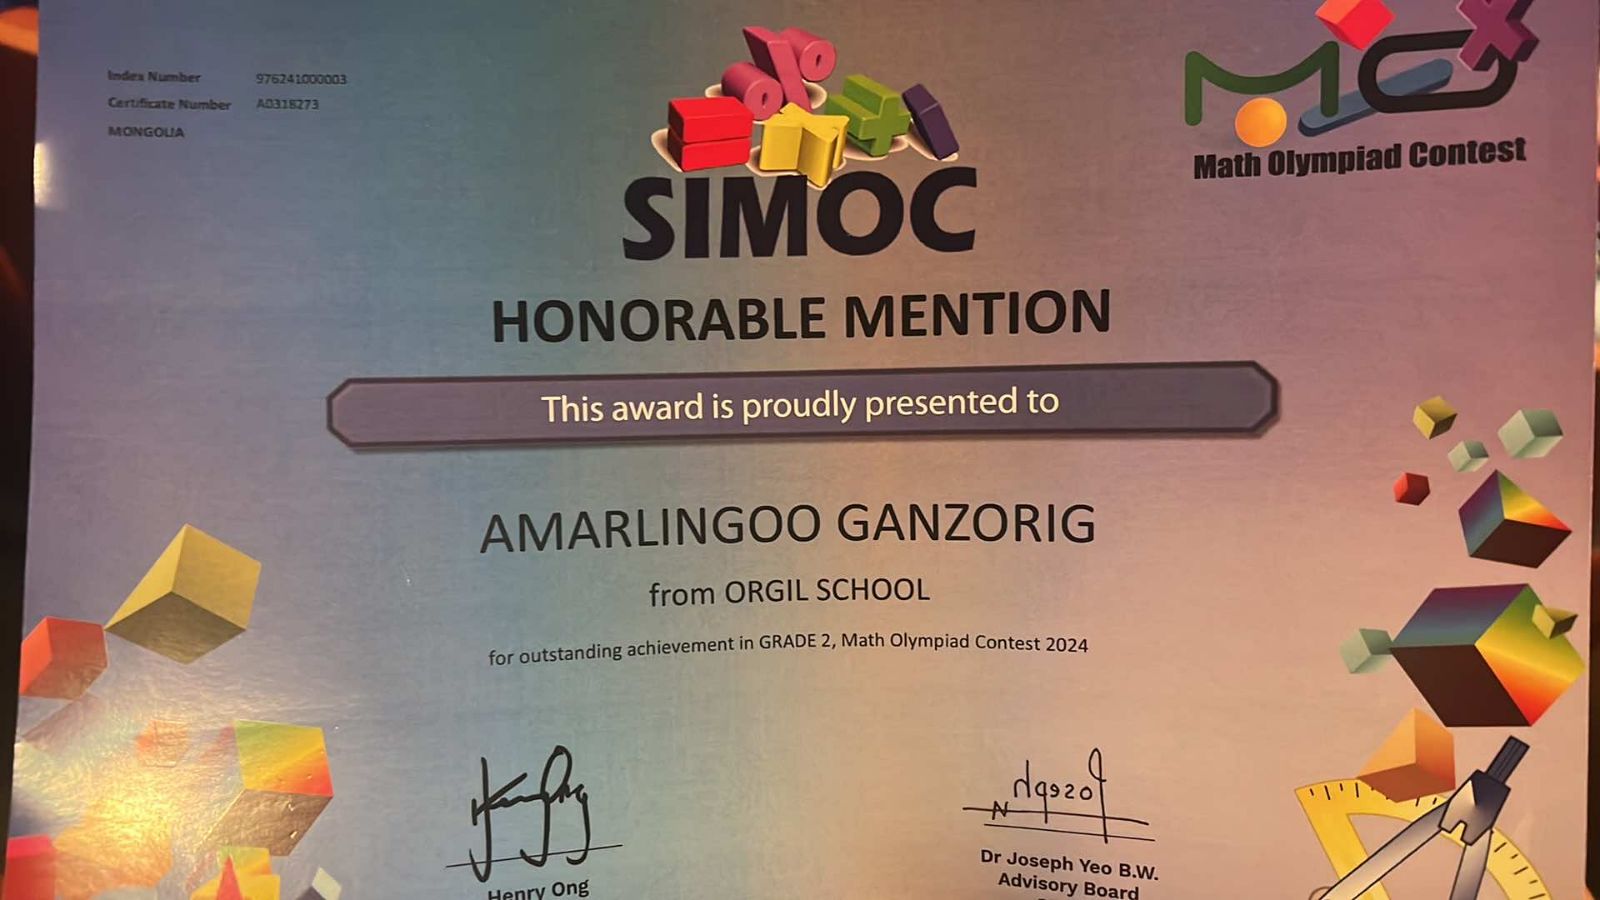 Index Number 976241000003
Certificate Number A0318273
MONGOLIA
Math Olympiad Contest
SIMOC
HONORABLE MENTION
This award is proudly presented to
AMARLINGOO GANZORIG
from ORGIL SCHOOL
for outstanding achievement in GRADE 2, Math Olympiad Contest 2024
Henry Ong
Dr Joseph Yeo B.W.
Advisory Board